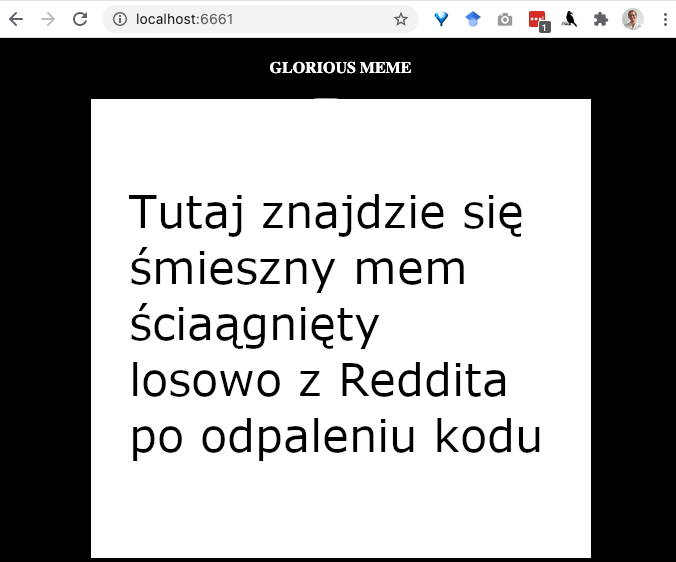 localhost:6661
1
GLORIOUS MEME
Tutaj znajdzie się
śmieszny mem
ściaągnięty
losowo z Reddita
po odpaleniu kodu